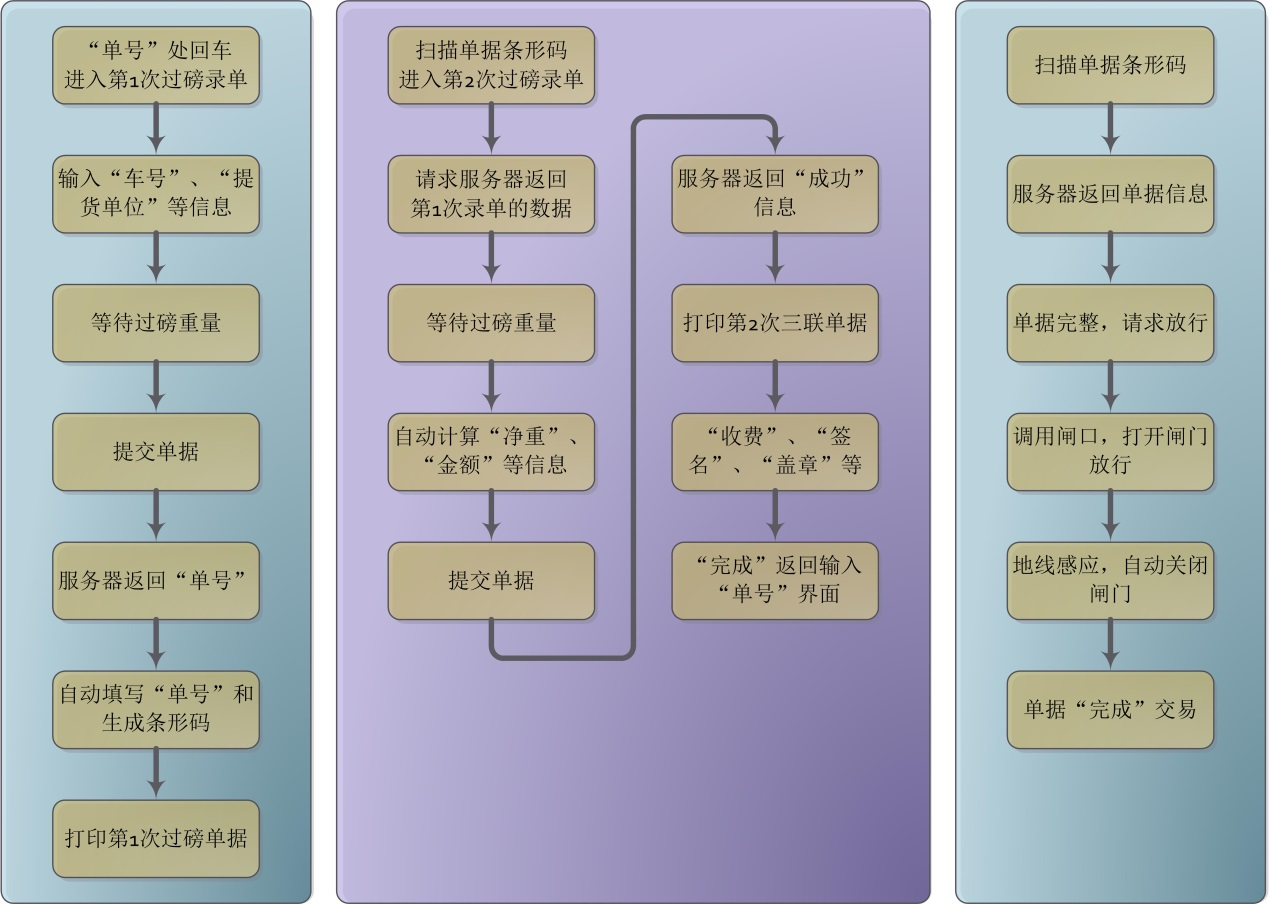 “单号”处回车
进入第1次过磅录单
输入“车号”、“提
货单位”等信息
等待过磅重量
提交单据
服务器返回“单号”
自动填写“单号”和
生成条形码
打印第1次过磅单据
扫描单据条形码
进入第2次过磅录单
请求服务器返回
第1次录单的数据
等待过磅重量
自动计算“净重”、
“金额”等信息
提交单据
服务器返回“成功”
信息
打印第2次三联单据
“收费”、“签
名”、“盖章”等
“完成”返回输入
“单号”界面
扫描单据条形码
服务器返回单据信息
单据完整，请求放行
调用闸口，打开闸门
放行
地线感应，自动关闭
闸门
单据“完成”交易